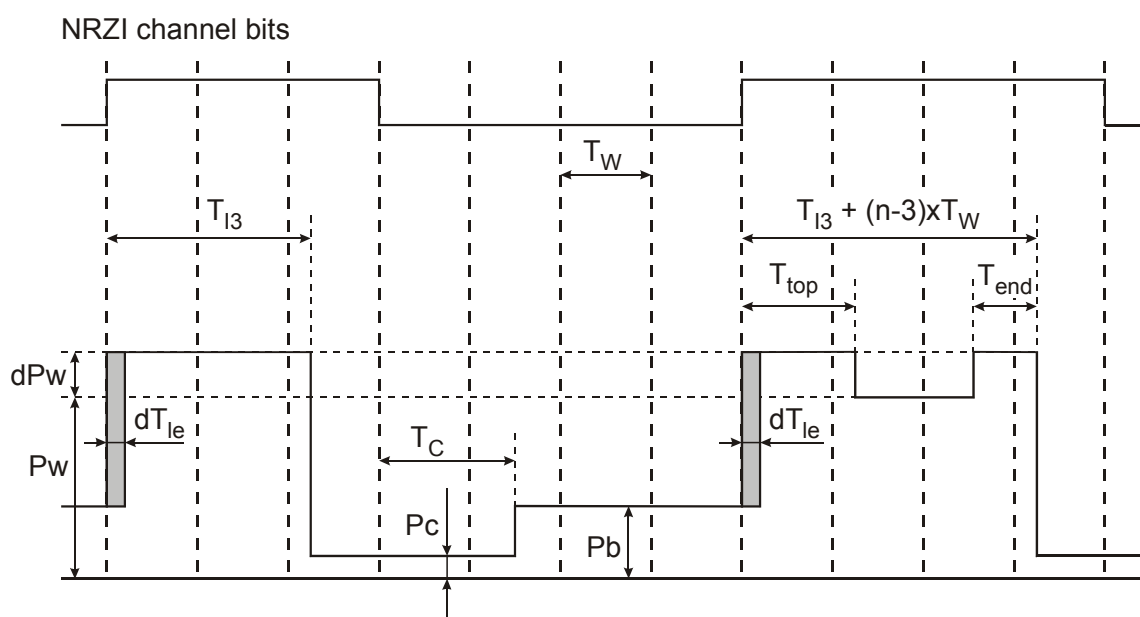 NRZI channel bits
T_W
T_I3
T_I3 + (n-3)xT_W
T_top
T_end
dPw
dT_le
dT_le
T_C
Pw
Pc
Pb